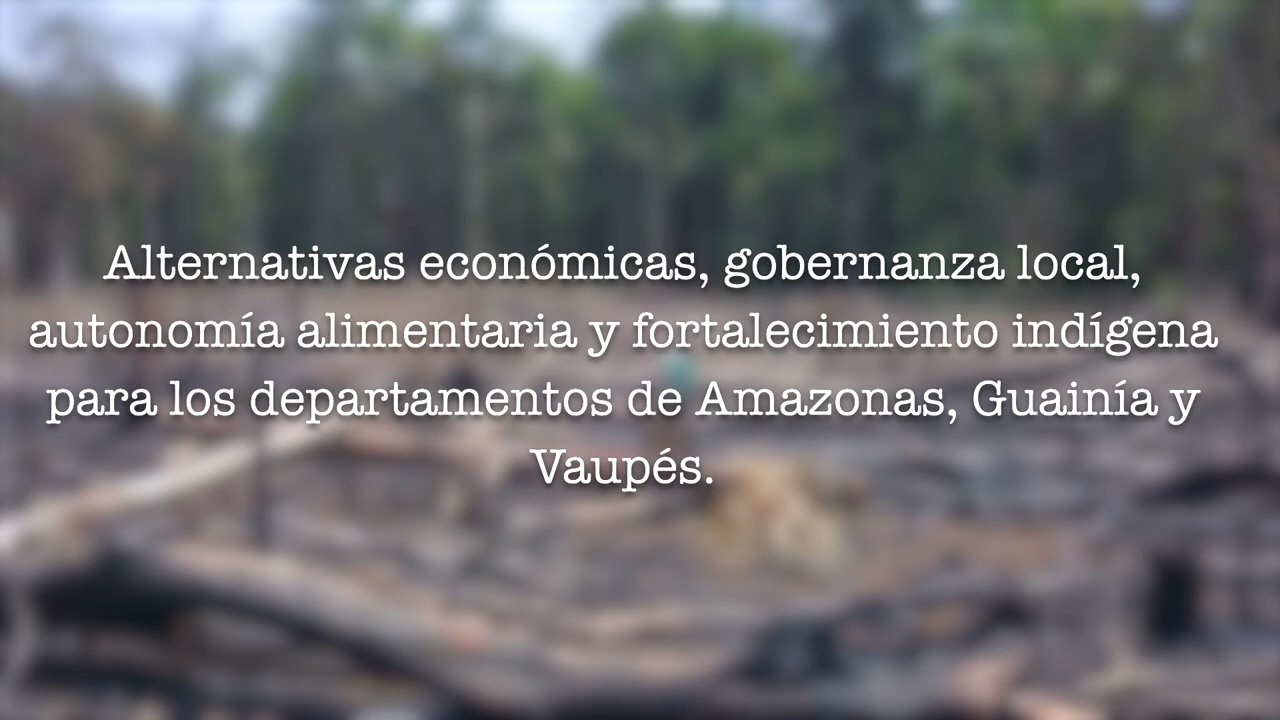 Alternativas económicas, gobernanza local,
autonomía alimentaria y fortalecimiento indígena
para los departamentos de Amazonas, Guainía y
Vaupés.